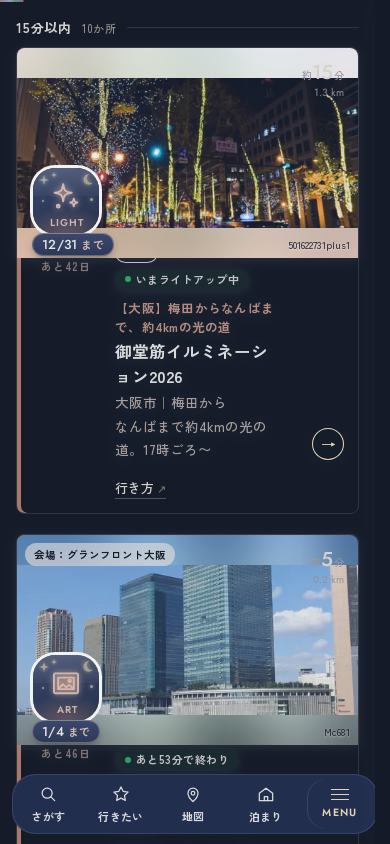 15分以内 10か所
約15分
1.3 km
LIGHT
12/31 まで
501622731plus1
あと42日
いまライトアップ中
【大阪】梅田からなんばま
で、約4kmの光の道
御堂筋イルミネーシ
ョン2026
大阪市｜梅田から
なんばまで約4kmの光の
道。17時ごろ〜
→
行き方 ↗
会場：グランフロント大阪
5分
0.2 km
ART
1/4 まで
Mc681
あと46日
あと53分で終わり
さがす
行きたい
地図
泊まり
MENU